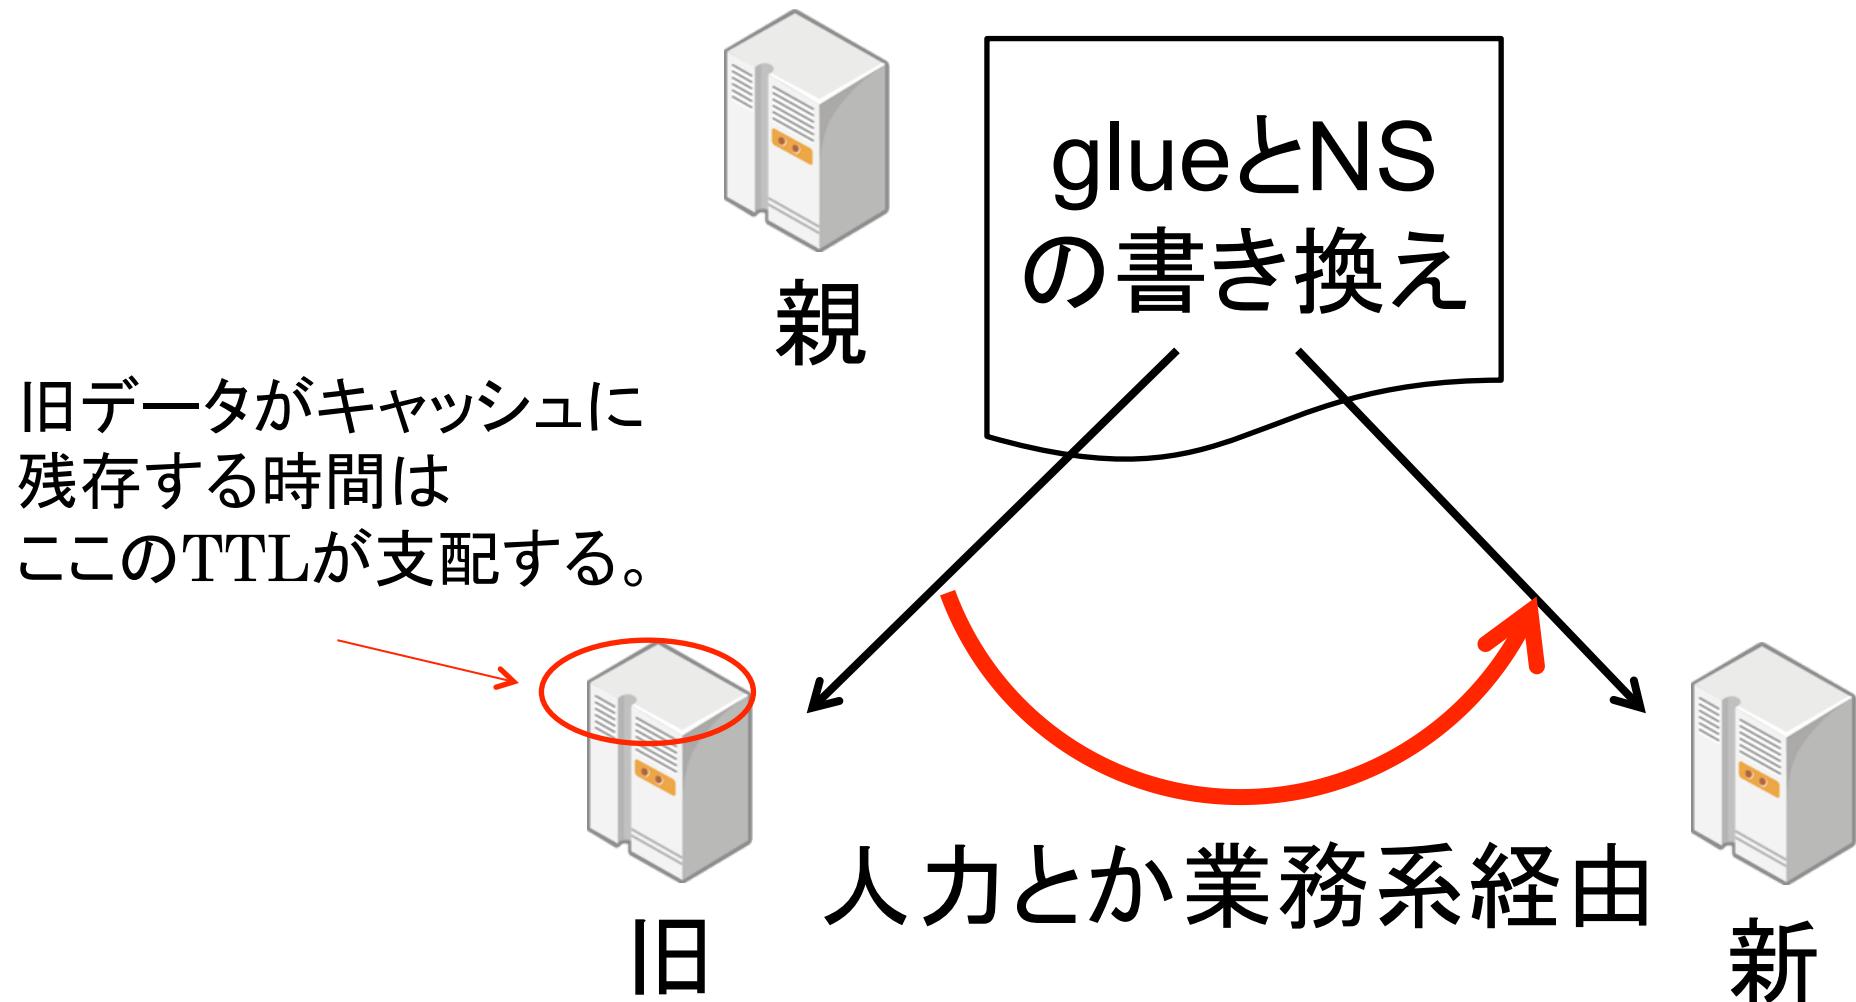 glueとNS
の書き換え
親
旧データがキャッシュに
残存する時間は
ここのTTLが支配する。
人力とか業務系経由
旧
新